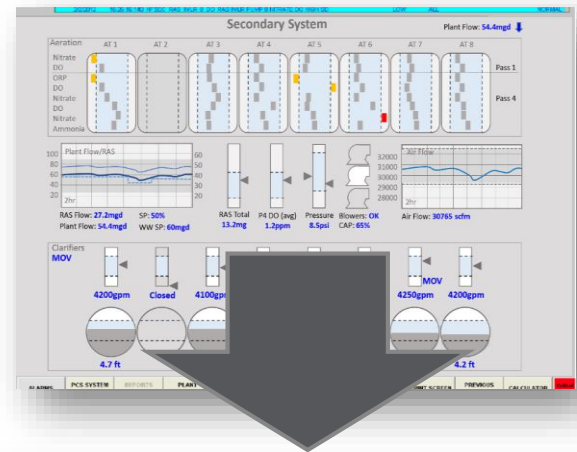 Secondary System
Plant Flow: 54.4mgd
Aeration AT 1 AT 2 AT 3 AT 4 AT 5 AT 6 AT 7 AT 8
Nitrate
DO
ORP
DO
Nitrate
DO
Nitrate
Ammonia
Pass 1
Pass 4
Plant Flow/RAS
100
80
60
40
20
60
50
40
30
20
2hr
RAS Flow: 27.2mgd SP: 50%
Plant Flow: 54.4mgd WW SP: 60mgd
RAS Total
13.2mg
P4 DO (avg)
1.2ppm
Pressure
8.5psi
Blowers: OK
CAP: 65%
Air Flow
32000
31000
30000
29000
28000
2hr
Air Flow: 30765 scfm
Clarifiers
MOV
MOV
4200gpm Closed 4100gpm 4250gpm 4200gpm
4.7 ft 4.2 ft
ALARMS PCS SYSTEM REPORTS PLANT SCREEN PREVIOUS CALCULATOR